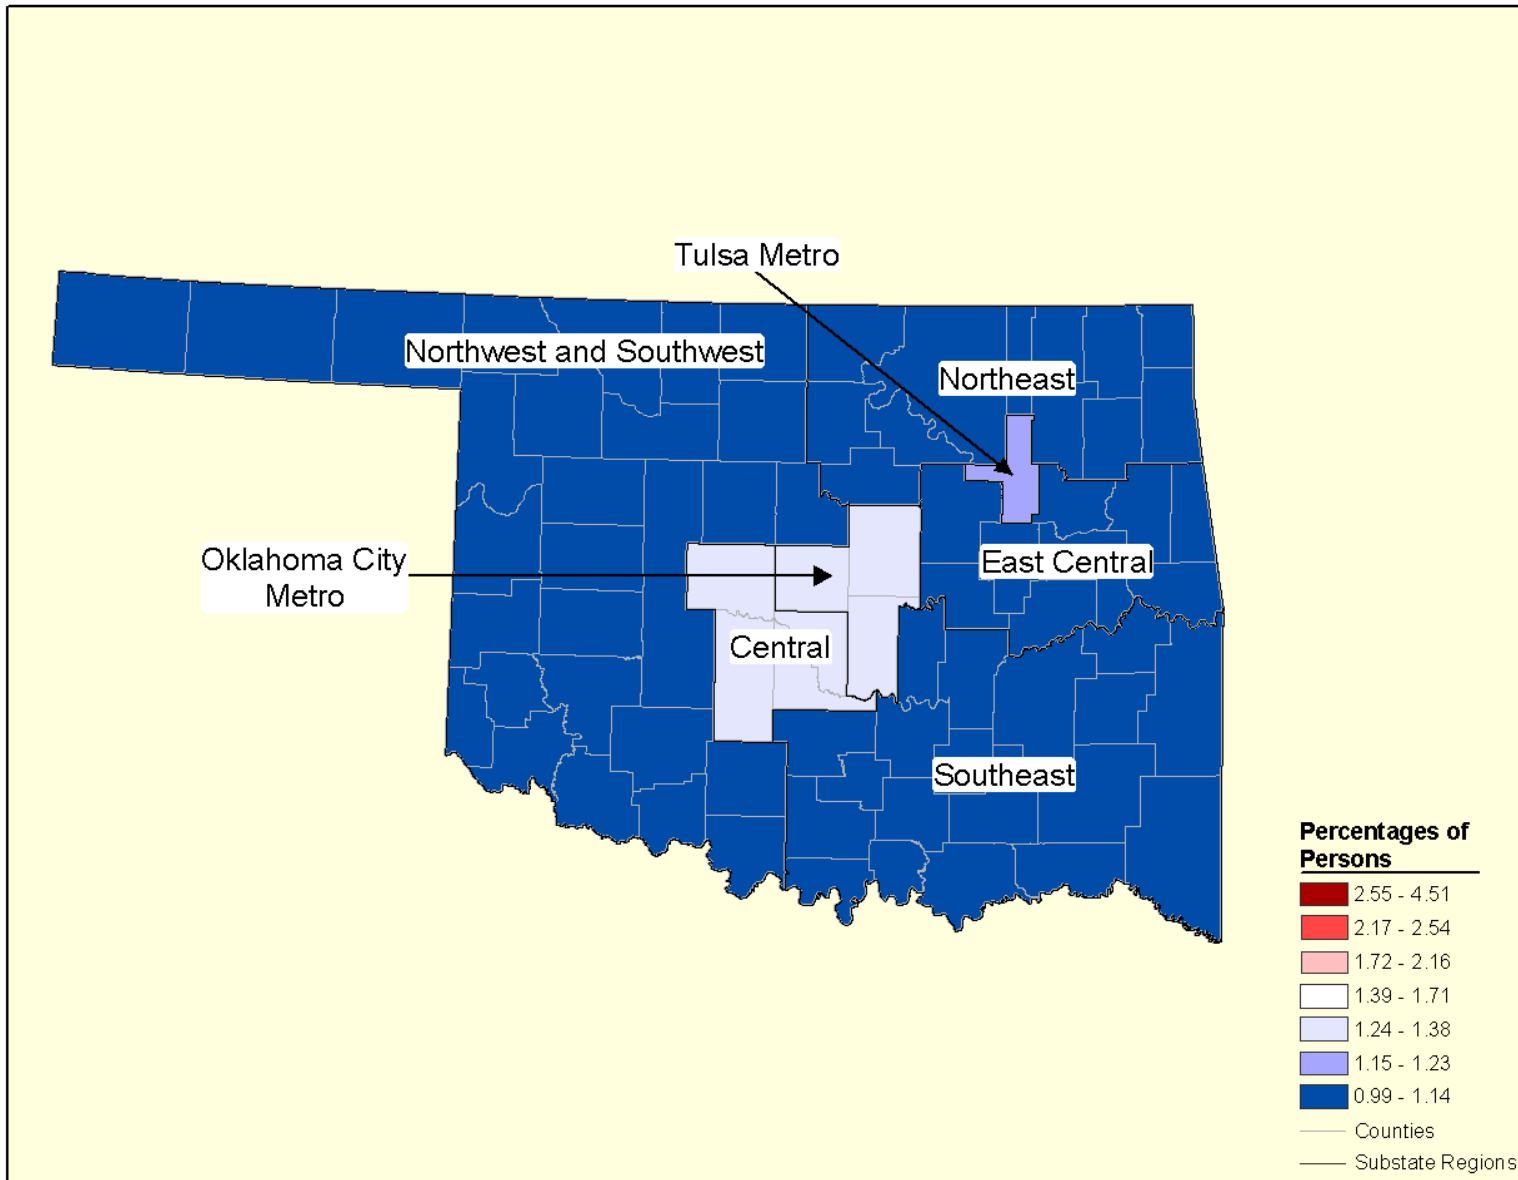 Tulsa Metro
Northwest and Southwest
Northeast
Oklahoma City
Metro
East Central
Central
Southeast
Percentages of
Persons
2.55 - 4.51
2.17 - 2.54
1.72 - 2.16
1.39 - 1.71
1.24 - 1.38
1.15 - 1.23
0.99 - 1.14
Counties
Substate Regions